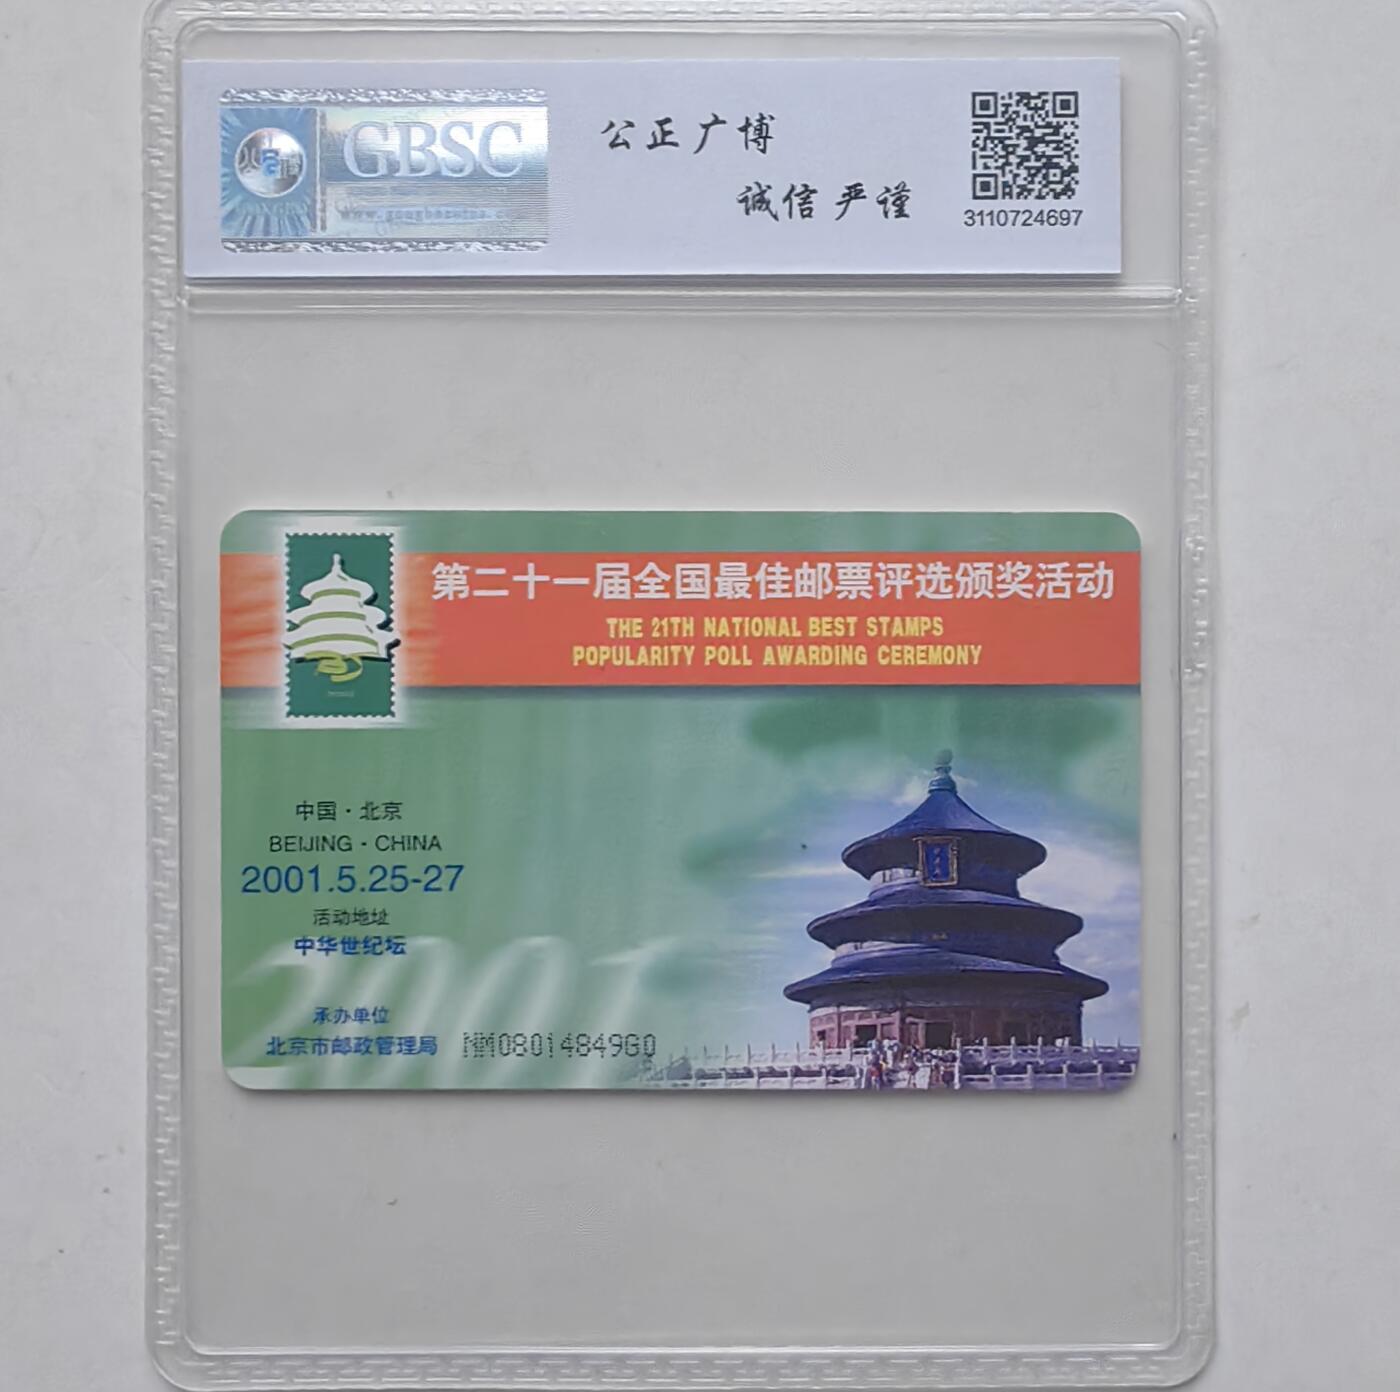 GBSC
公正广博
诚信严谨
3110724697
第二十一届全国最佳邮票评选颁奖活动
THE 21TH NATIONAL BEST STAMPS
POPULARITY POLL AWARDING CEREMONY
中国·北京
BEIJING·CHINA
2001.5.25-27
活动地址
中华世纪坛
2001
承办单位
北京市邮政管理局
NM08014849G0